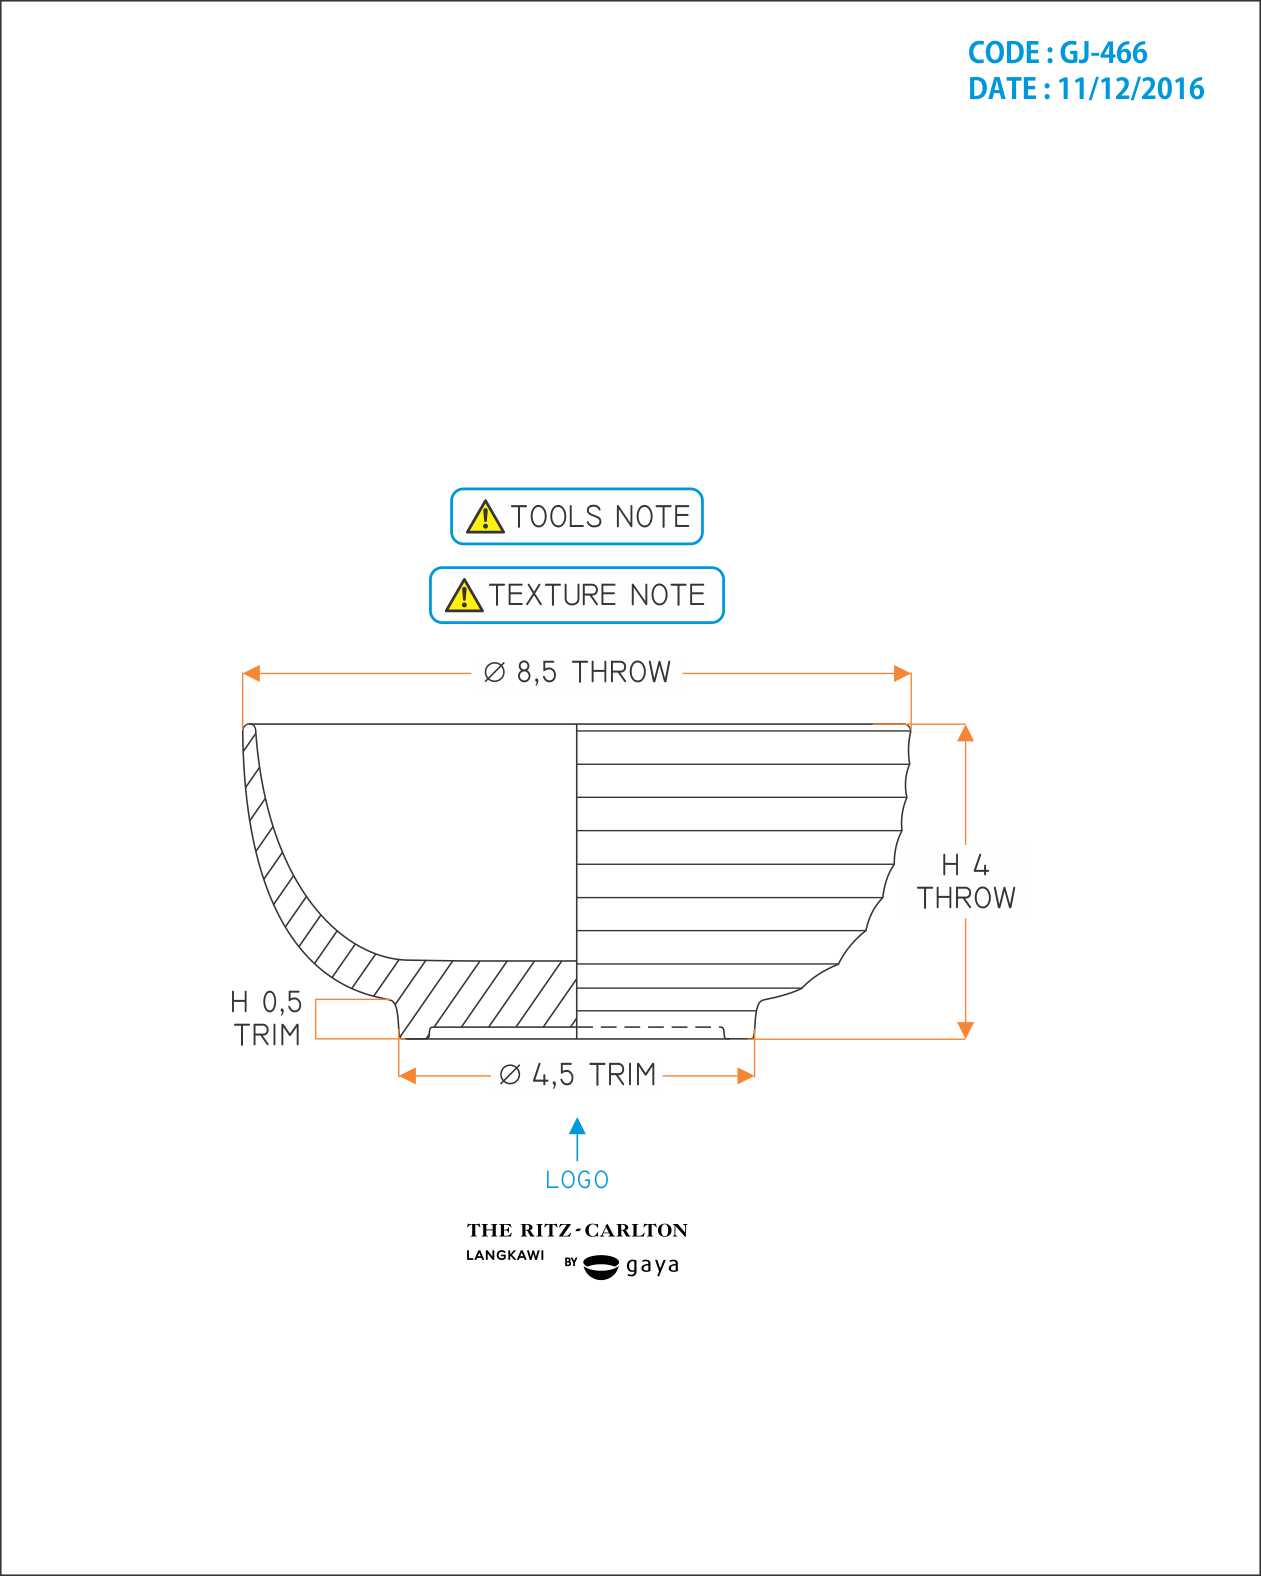 CODE : GJ-466
DATE : 11/12/2016
TOOLS NOTE
TEXTURE NOTE
∅ 8,5 THROW
H 4
THROW
H 0,5
TRIM
∅ 4,5 TRIM
LOGO
THE RITZ-CARLTON
LANGKAWI
BY gaya